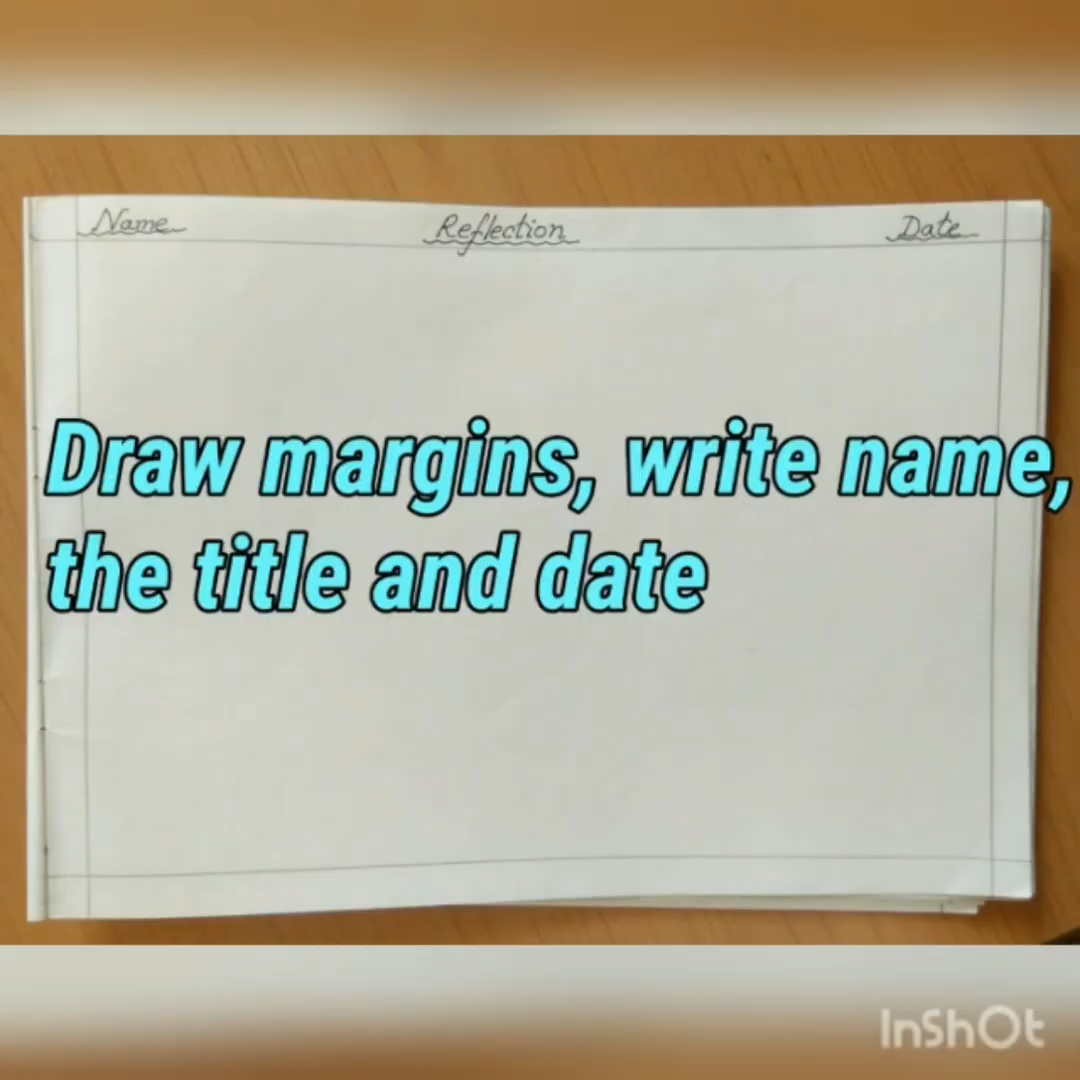 Name Reflection Date
Draw margins, write name,
the title and date
InShOt